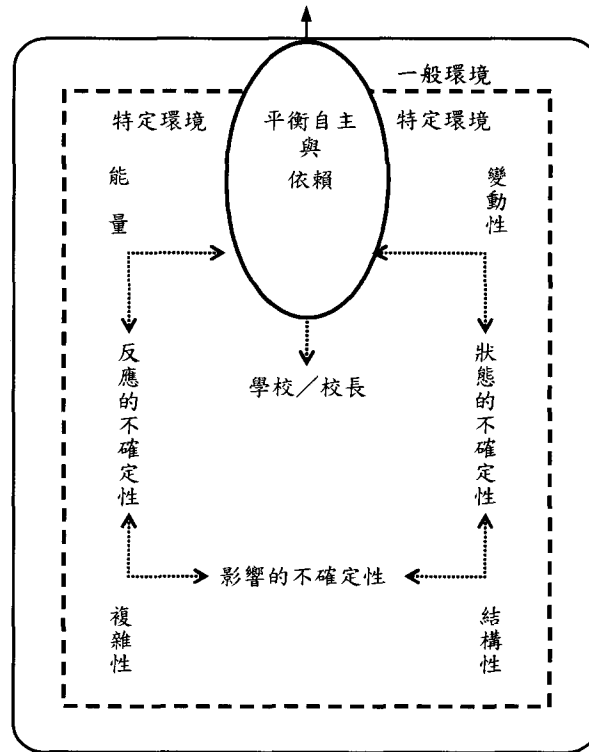 一般環境
特定環境
平衡自主
與
依賴
特定環境
能量
變動性
反應的不確定性
狀態的不確定性
學校／校長
影響的不確定性
複雜性
結構性